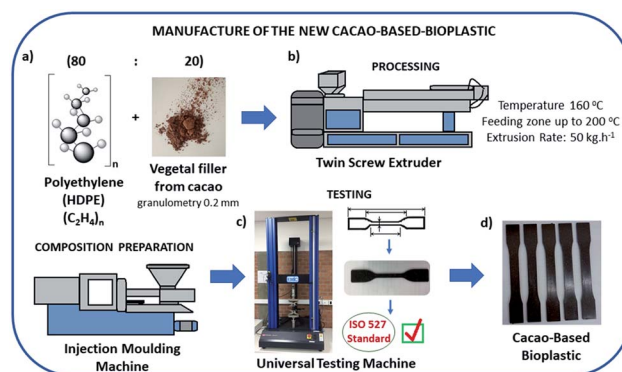 MANUFACTURE OF THE NEW CACAO-BASED-BIOPLASTIC
a)
(80 : 20)
+
n
Polyethylene
(HDPE)
(C₂H₄)ₙ
Vegetal filler
from cacao
granulometry 0.2 mm
b)
PROCESSING
Temperature 160 ⁰C
Feeding zone up to 200 ⁰C
Extrusion Rate: 50 kg.h⁻¹
Twin Screw Extruder
COMPOSITION PREPARATION
Injection Moulding
Machine
c)
TESTING
ISO 527
Standard
Universal Testing Machine
d)
Cacao-Based
Bioplastic